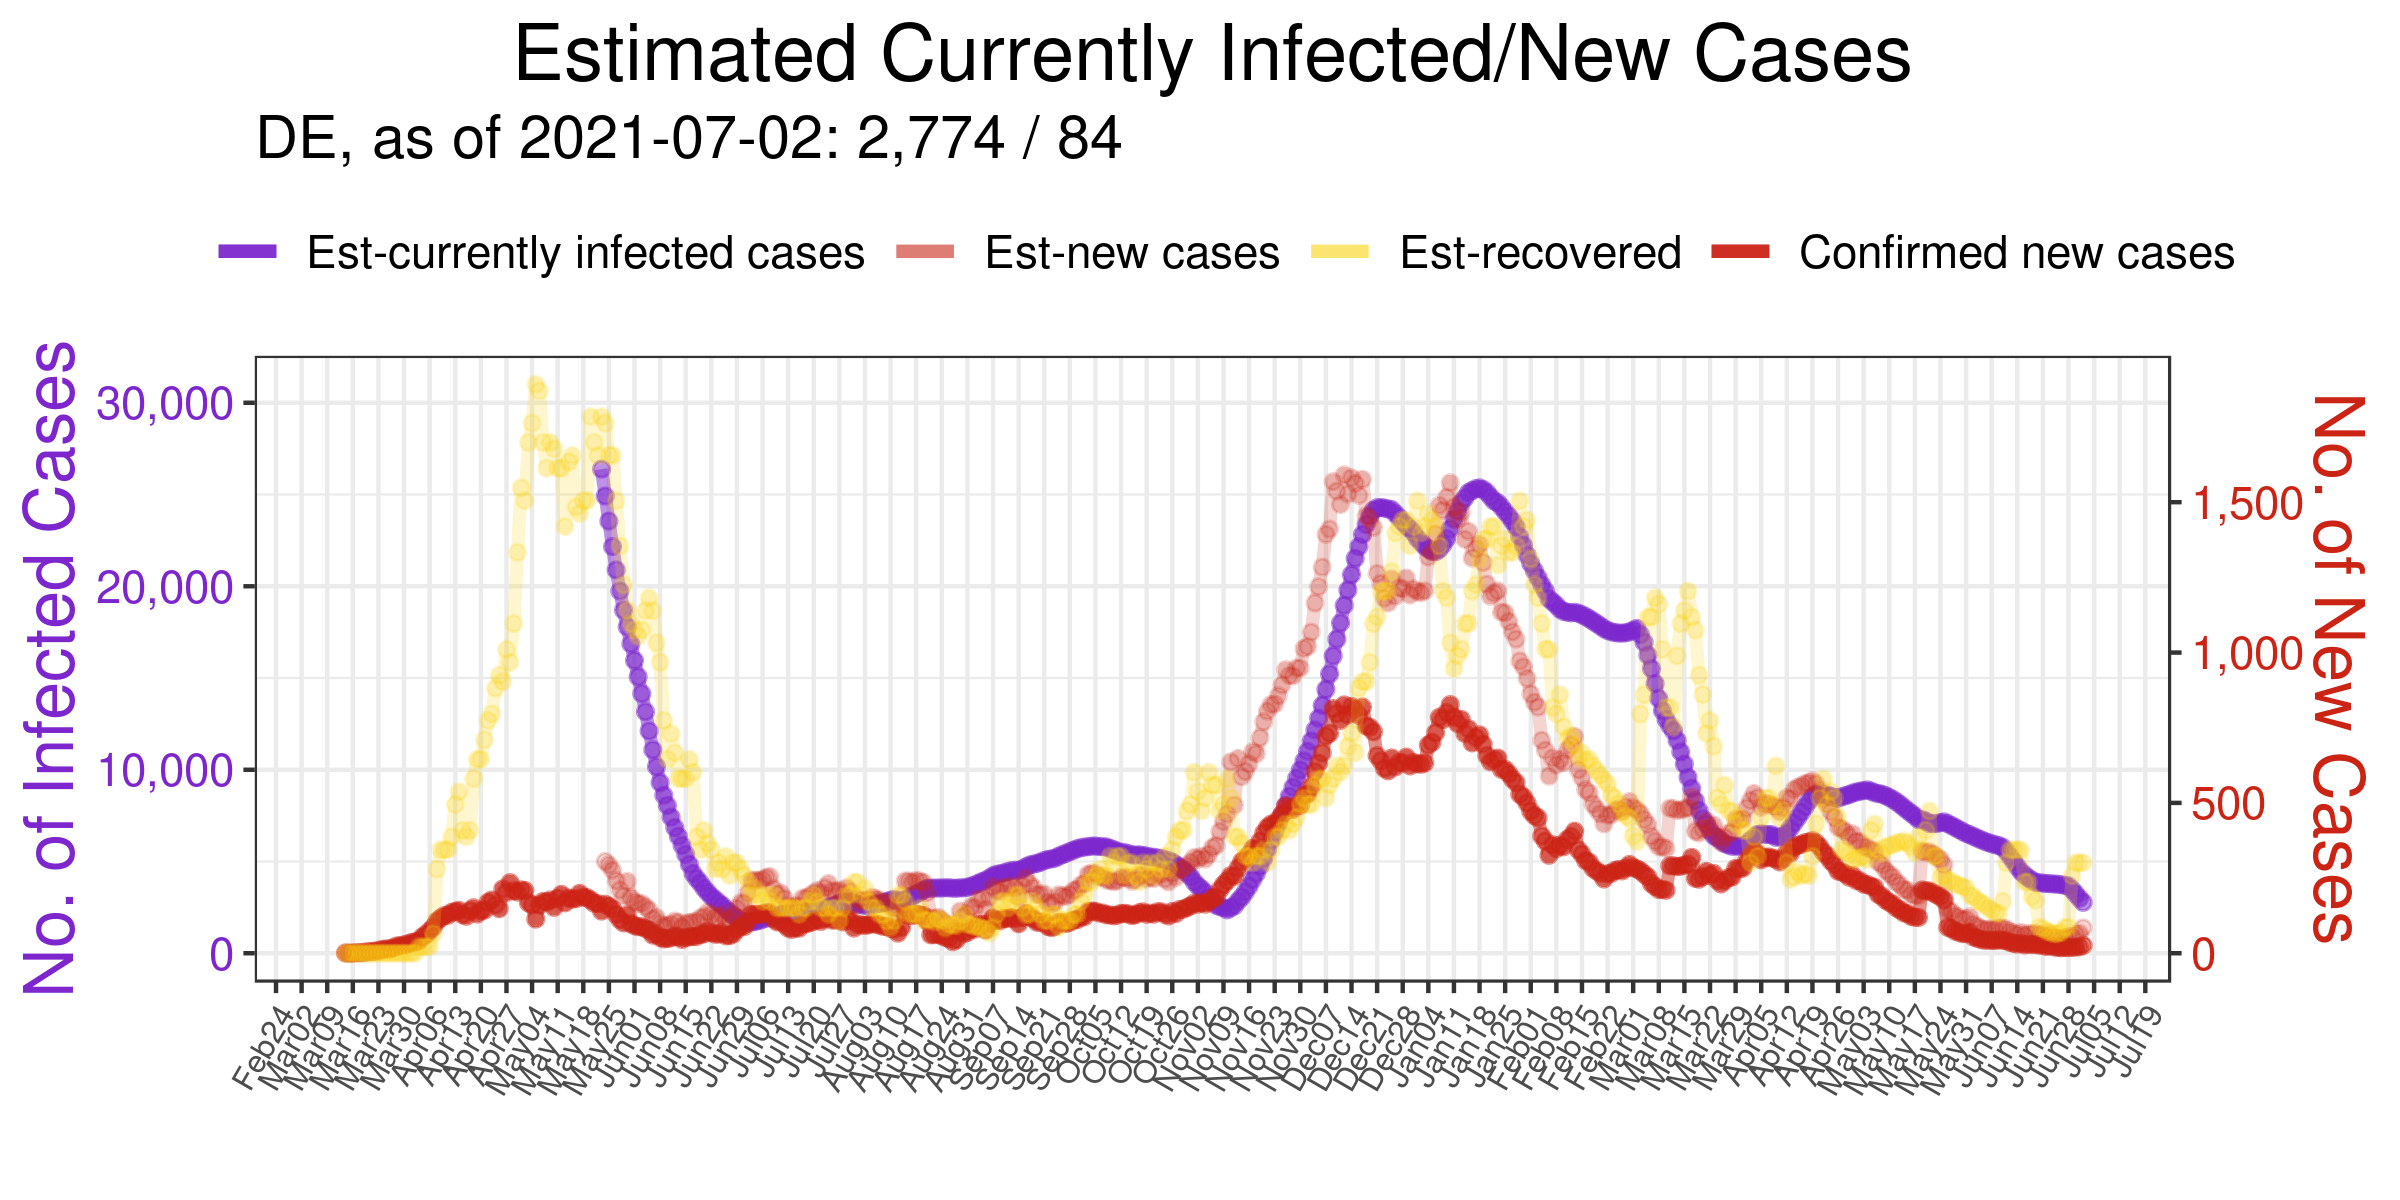 Estimated Currently Infected/New Cases
DE, as of 2021-07-02: 2,774 / 84
Est-currently infected cases Est-new cases Est-recovered Confirmed new cases
No. of Infected Cases
30,000
20,000
10,000
0
No. of New Cases
1,500
1,000
500
0
Feb24 Mar02 Mar09 Mar16 Mar23 Mar30 Apr06 Apr13 Apr20 Apr27 May04 May11 May18 May25 Jun01 Jun08 Jun15 Jun22 Jun29 Jul06 Jul13 Jul20 Jul27 Aug03 Aug10 Aug17 Aug24 Aug31 Sep07 Sep14 Sep21 Sep28 Oct05 Oct12 Oct19 Oct26 Nov02 Nov09 Nov16 Nov23 Nov30 Dec07 Dec14 Dec21 Dec28 Jan04 Jan11 Jan18 Jan25 Feb01 Feb08 Feb15 Feb22 Mar01 Mar08 Mar15 Mar22 Mar29 Apr05 Apr12 Apr19 Apr26 May03 May10 May17 May24 May31 Jun07 Jun14 Jun21 Jun28 Jul05 Jul12 Jul19